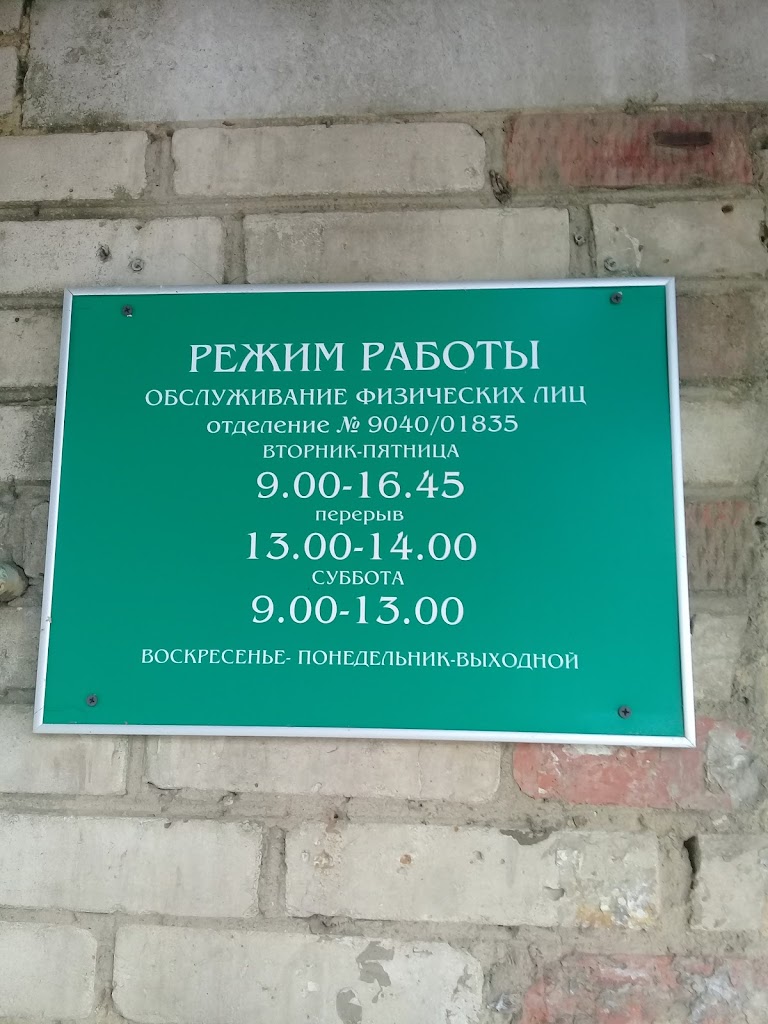 РЕЖИМ РАБОТЫ
ОБСЛУЖИВАНИЕ ФИЗИЧЕСКИХ ЛИЦ
отделение № 9040/01835
ВТОРНИК-ПЯТНИЦА
9.00-16.45
перерыв
13.00-14.00
СУББОТА
9.00-13.00
ВОСКРЕСЕНЬЕ- ПОНЕДЕЛЬНИК-ВЫХОДНОЙ